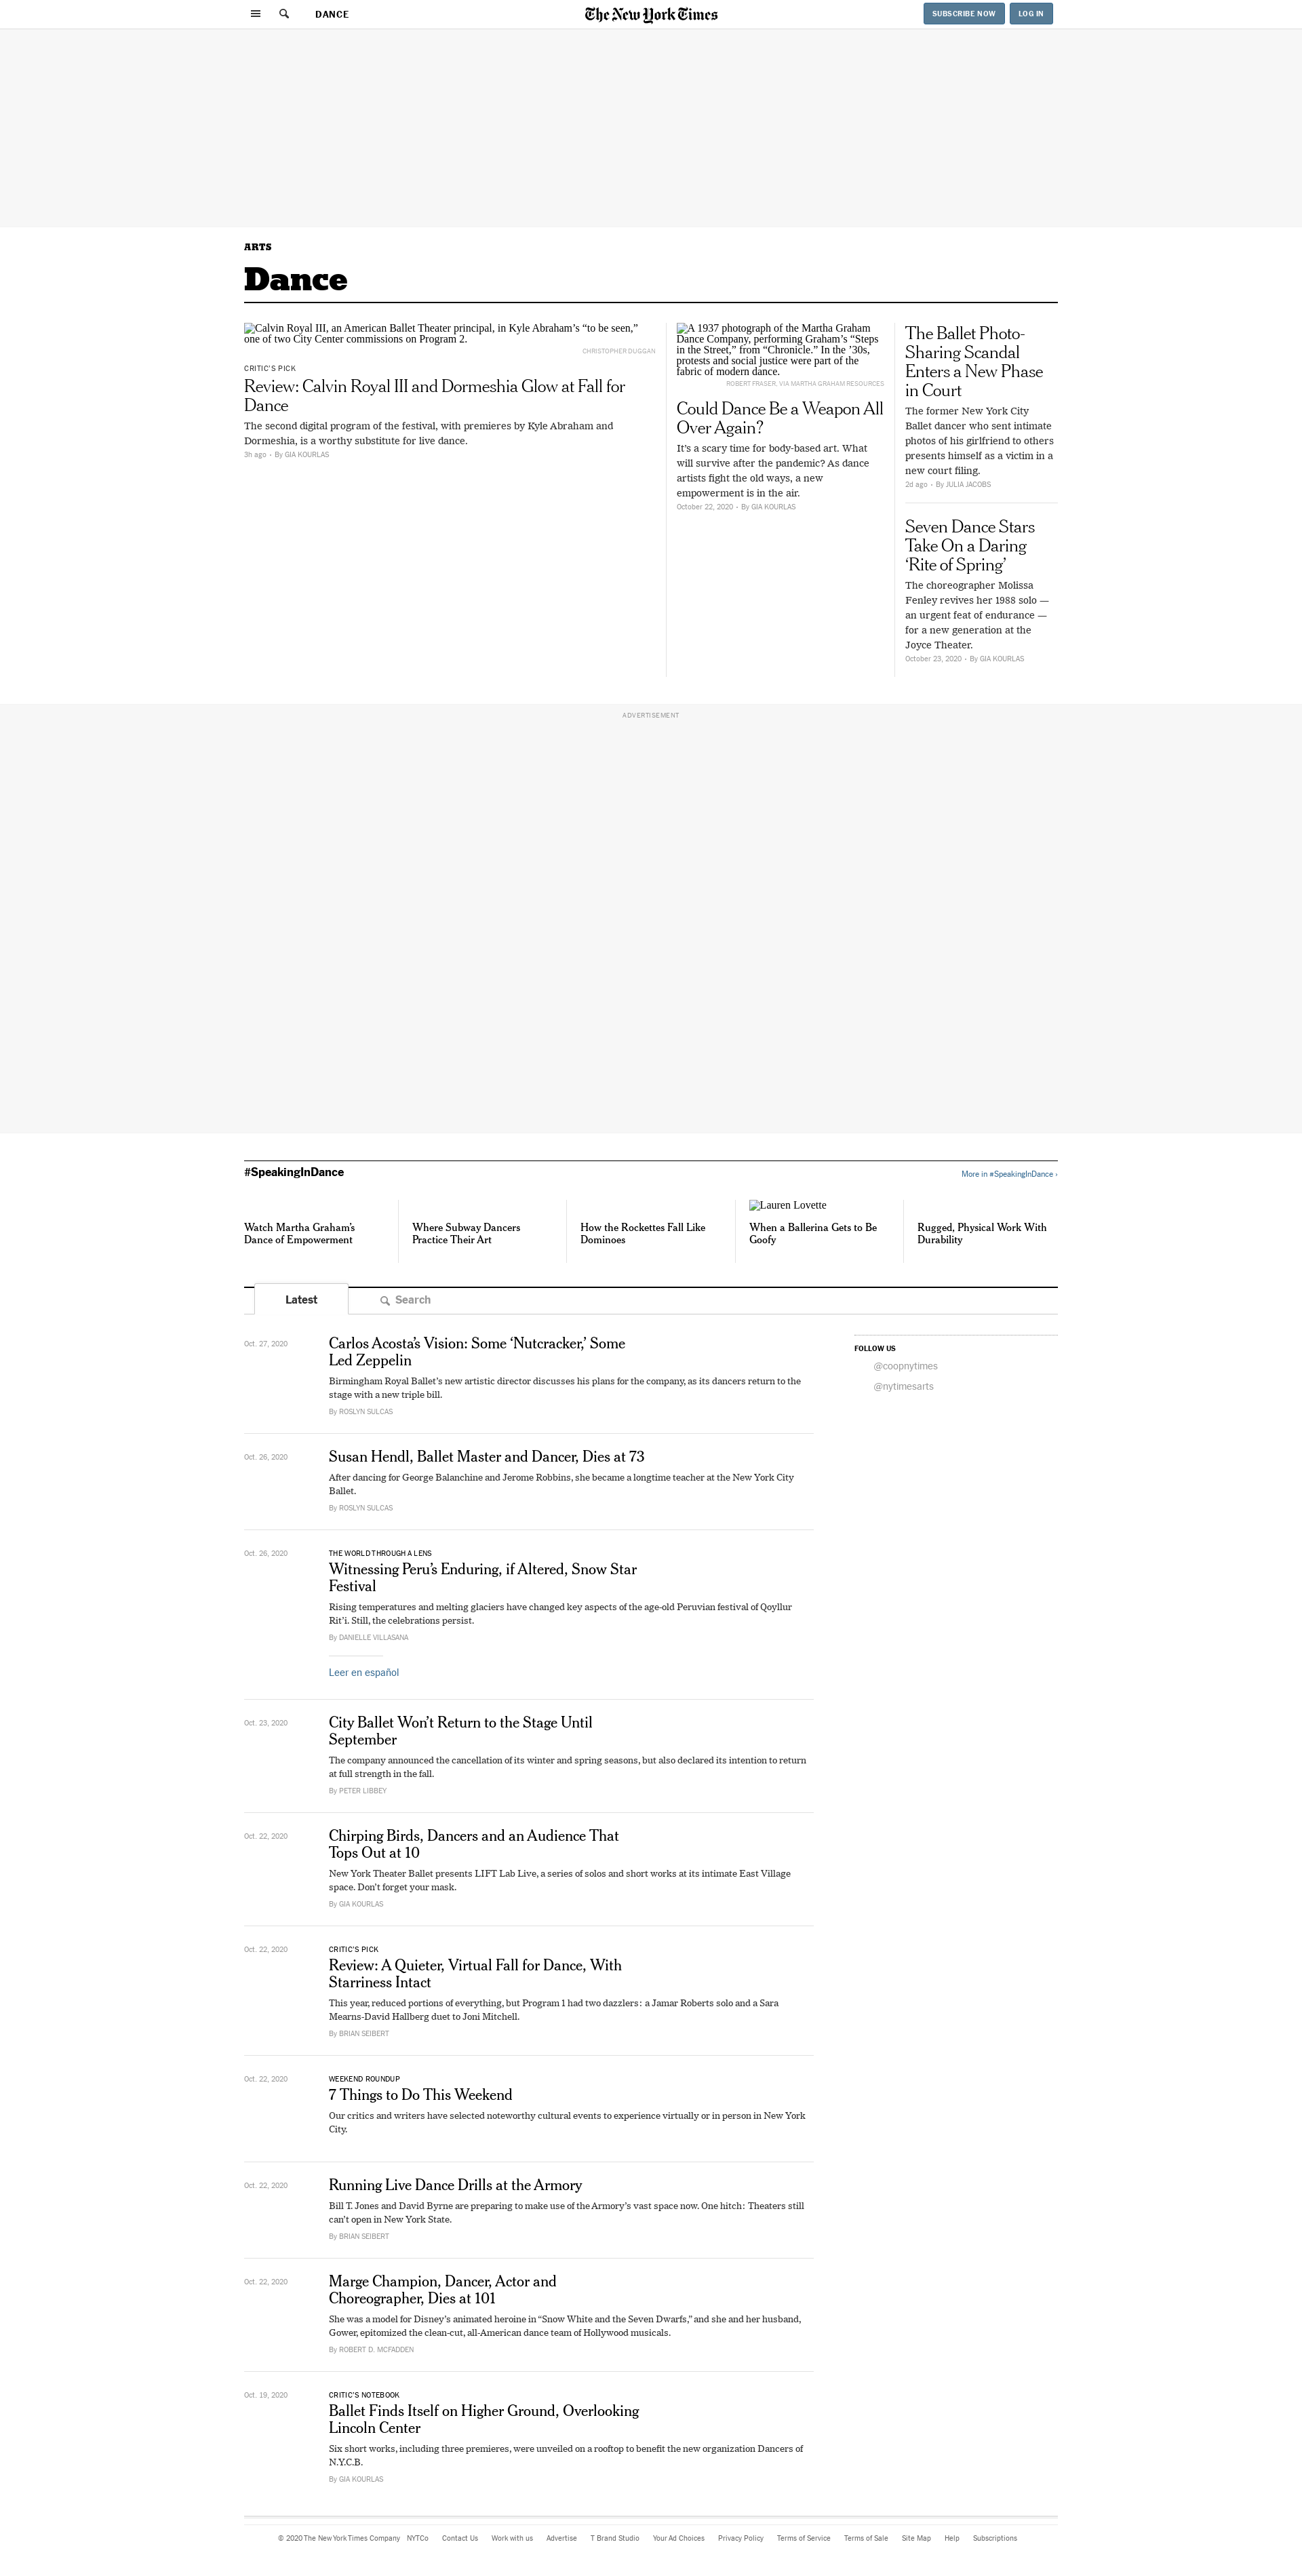 DANCE
The New York Times
SUBSCRIBE NOW
LOG IN
ARTS
Dance
Calvin Royal III, an American Ballet Theater principal, in Kyle Abraham’s “to be seen,”
one of two City Center commissions on Program 2.
CHRISTOPHER DUGGAN
CRITIC’S PICK
Review: Calvin Royal III and Dormeshia Glow at Fall for
Dance
The second digital program of the festival, with premieres by Kyle Abraham and
Dormeshia, is a worthy substitute for live dance.
3h ago • By GIA KOURLAS
A 1937 photograph of the Martha Graham
Dance Company, performing Graham’s “Steps
in the Street,” from “Chronicle.” In the ’30s,
protests and social justice were part of the
fabric of modern dance.
ROBERT FRASER, VIA MARTHA GRAHAM RESOURCES
Could Dance Be a Weapon All
Over Again?
It’s a scary time for body-based art. What
will survive after the pandemic? As dance
artists fight the old ways, a new
empowerment is in the air.
October 22, 2020 • By GIA KOURLAS
The Ballet Photo-
Sharing Scandal
Enters a New Phase
in Court
The former New York City
Ballet dancer who sent intimate
photos of his girlfriend to others
presents himself as a victim in a
new court filing.
2d ago • By JULIA JACOBS
Seven Dance Stars
Take On a Daring
‘Rite of Spring’
The choreographer Molissa
Fenley revives her 1988 solo —
an urgent feat of endurance —
for a new generation at the
Joyce Theater.
October 23, 2020 • By GIA KOURLAS
ADVERTISEMENT
#SpeakingInDance
More in #SpeakingInDance ›
Watch Martha Graham’s
Dance of Empowerment
Where Subway Dancers
Practice Their Art
How the Rockettes Fall Like
Dominoes
Lauren Lovette
When a Ballerina Gets to Be
Goofy
Rugged, Physical Work With
Durability
Latest
Search
Oct. 27, 2020
Carlos Acosta’s Vision: Some ‘Nutcracker,’ Some
Led Zeppelin
Birmingham Royal Ballet’s new artistic director discusses his plans for the company, as its dancers return to the
stage with a new triple bill.
By ROSLYN SULCAS
FOLLOW US
@coopnytimes
@nytimesarts
Oct. 26, 2020
Susan Hendl, Ballet Master and Dancer, Dies at 73
After dancing for George Balanchine and Jerome Robbins, she became a longtime teacher at the New York City
Ballet.
By ROSLYN SULCAS
Oct. 26, 2020
THE WORLD THROUGH A LENS
Witnessing Peru’s Enduring, if Altered, Snow Star
Festival
Rising temperatures and melting glaciers have changed key aspects of the age-old Peruvian festival of Qoyllur
Rit’i. Still, the celebrations persist.
By DANIELLE VILLASANA
Leer en español
Oct. 23, 2020
City Ballet Won’t Return to the Stage Until
September
The company announced the cancellation of its winter and spring seasons, but also declared its intention to return
at full strength in the fall.
By PETER LIBBEY
Oct. 22, 2020
Chirping Birds, Dancers and an Audience That
Tops Out at 10
New York Theater Ballet presents LIFT Lab Live, a series of solos and short works at its intimate East Village
space. Don’t forget your mask.
By GIA KOURLAS
Oct. 22, 2020
CRITIC’S PICK
Review: A Quieter, Virtual Fall for Dance, With
Starriness Intact
This year, reduced portions of everything, but Program 1 had two dazzlers: a Jamar Roberts solo and a Sara
Mearns-David Hallberg duet to Joni Mitchell.
By BRIAN SEIBERT
Oct. 22, 2020
WEEKEND ROUNDUP
7 Things to Do This Weekend
Our critics and writers have selected noteworthy cultural events to experience virtually or in person in New York
City.
Oct. 22, 2020
Running Live Dance Drills at the Armory
Bill T. Jones and David Byrne are preparing to make use of the Armory’s vast space now. One hitch: Theaters still
can’t open in New York State.
By BRIAN SEIBERT
Oct. 22, 2020
Marge Champion, Dancer, Actor and
Choreographer, Dies at 101
She was a model for Disney’s animated heroine in “Snow White and the Seven Dwarfs,” and she and her husband,
Gower, epitomized the clean-cut, all-American dance team of Hollywood musicals.
By ROBERT D. MCFADDEN
Oct. 19, 2020
CRITIC’S NOTEBOOK
Ballet Finds Itself on Higher Ground, Overlooking
Lincoln Center
Six short works, including three premieres, were unveiled on a rooftop to benefit the new organization Dancers of
N.Y.C.B.
By GIA KOURLAS
© 2020 The New York Times Company NYTCo Contact Us Work with us Advertise T Brand Studio Your Ad Choices Privacy Policy Terms of Service Terms of Sale Site Map Help Subscriptions